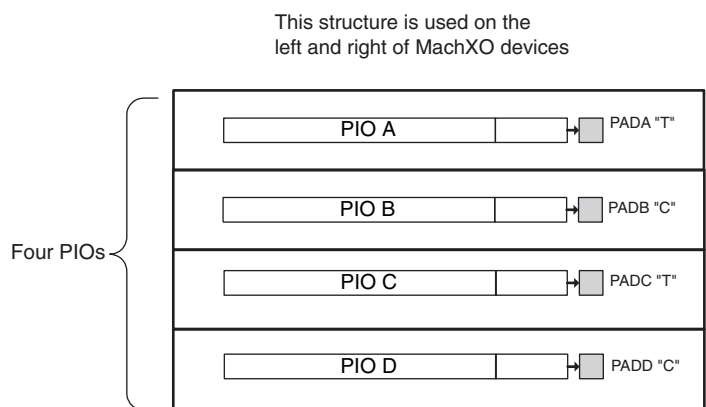 This structure is used on the
left and right of MachXO devices
PIO A
PADA "T"
PIO B
PADB "C"
Four PIOs
PIO C
PADC "T"
PIO D
PADD "C"